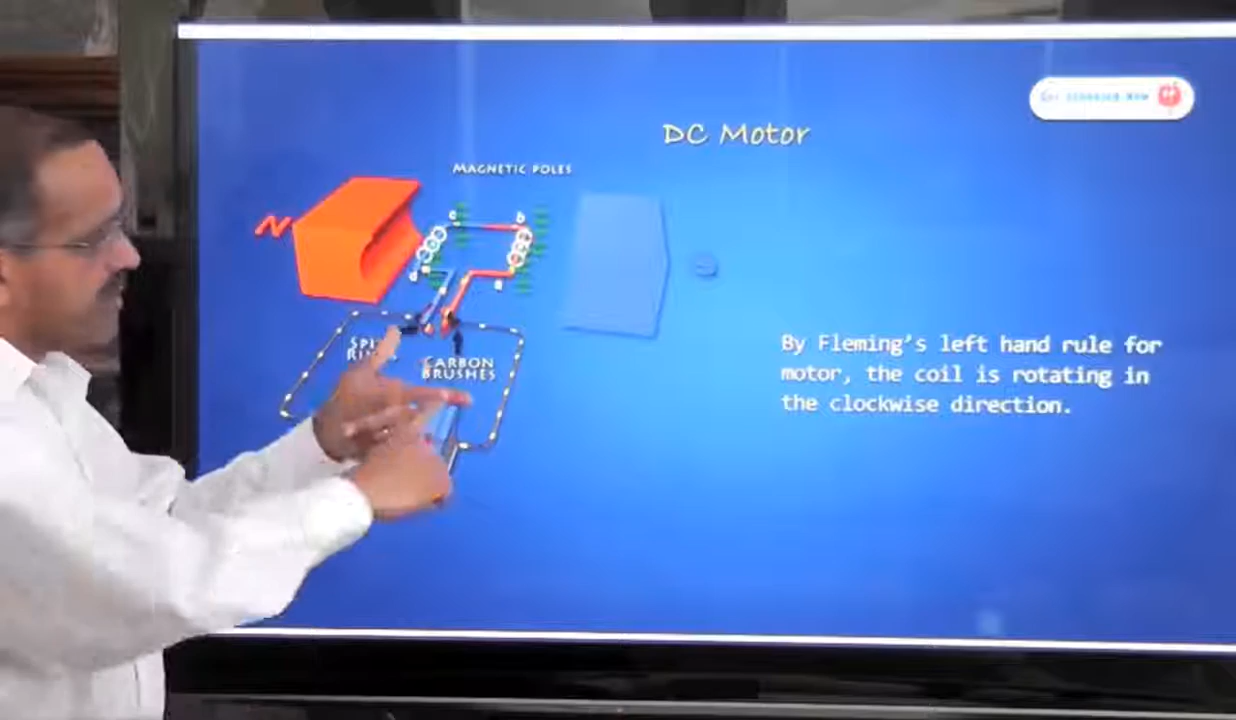 DC Motor
MAGNETIC POLES
N
c
b
d
a
CARBON
BRUSHES
By Fleming's left hand rule for
motor, the coil is rotating in
the clockwise direction.